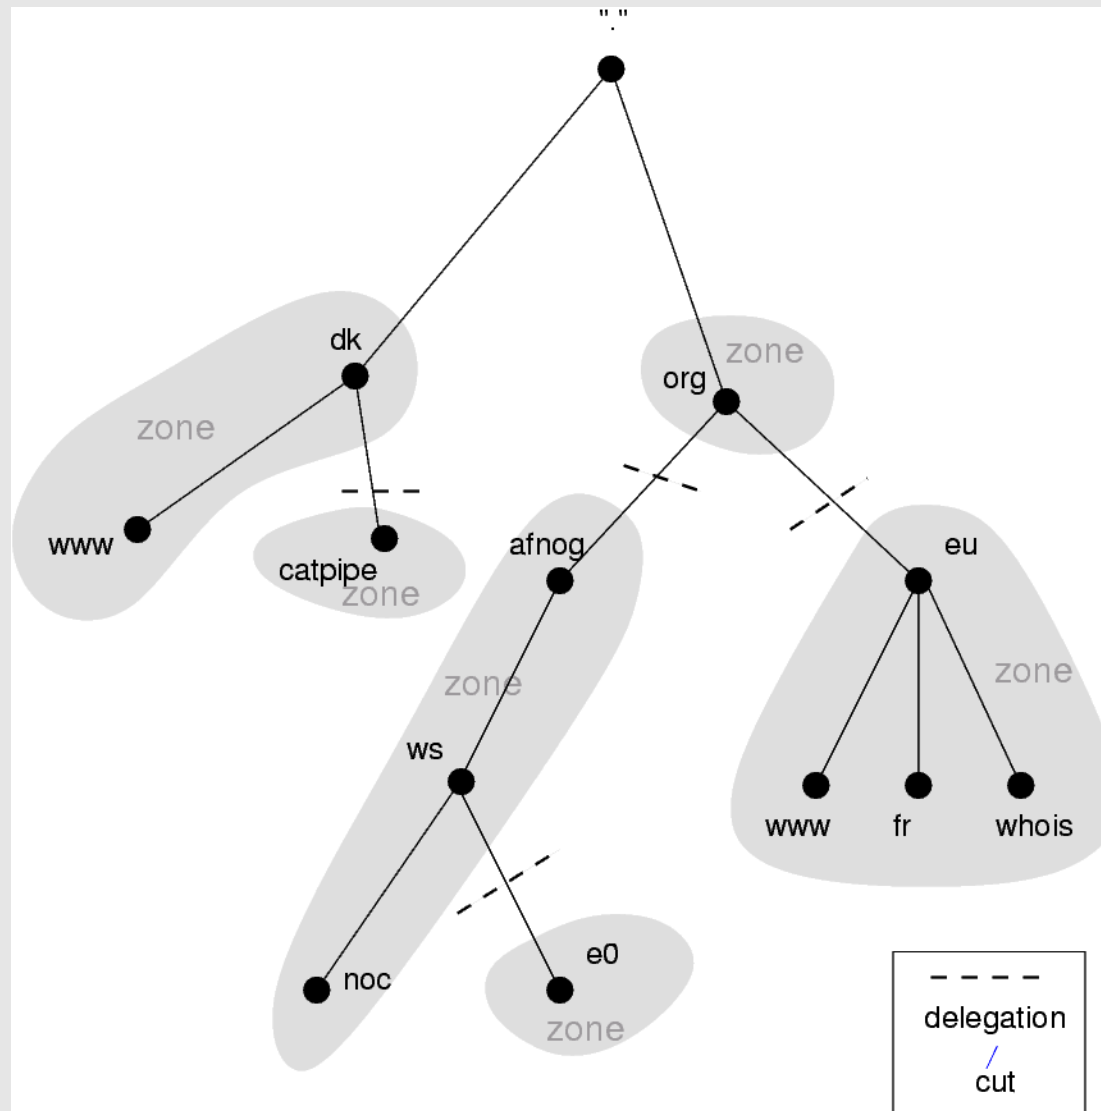 "."
dk
zone
org
zone
www
catpipe
zone
afnog
eu
zone
zone
ws
www
fr
whois
noc
e0
zone
delegation
/
cut